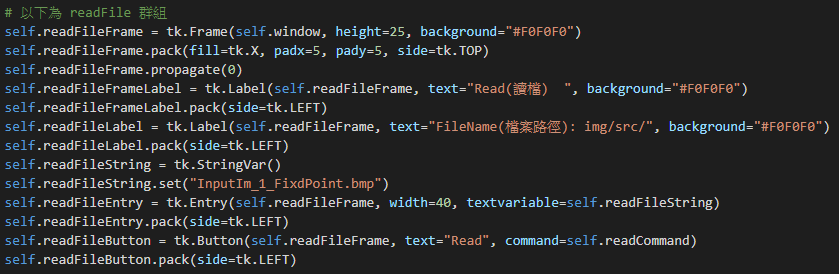 # 以下為 readFile 群組
self.readFileFrame = tk.Frame(self.window, height=25, background="#F0F0F0")
self.readFileFrame.pack(fill=tk.X, padx=5, pady=5, side=tk.TOP)
self.readFileFrame.propagate(0)
self.readFileFrameLabel = tk.Label(self.readFileFrame, text="Read(讀檔)  ", background="#F0F0F0")
self.readFileFrameLabel.pack(side=tk.LEFT)
self.readFileLabel = tk.Label(self.readFileFrame, text="FileName(檔案路徑): img/src/", background="#F0F0F0")
self.readFileLabel.pack(side=tk.LEFT)
self.readFileString = tk.StringVar()
self.readFileString.set("InputIm_1_FixdPoint.bmp")
self.readFileEntry = tk.Entry(self.readFileFrame, width=40, textvariable=self.readFileString)
self.readFileEntry.pack(side=tk.LEFT)
self.readFileButton = tk.Button(self.readFileFrame, text="Read", command=self.readCommand)
self.readFileButton.pack(side=tk.LEFT)